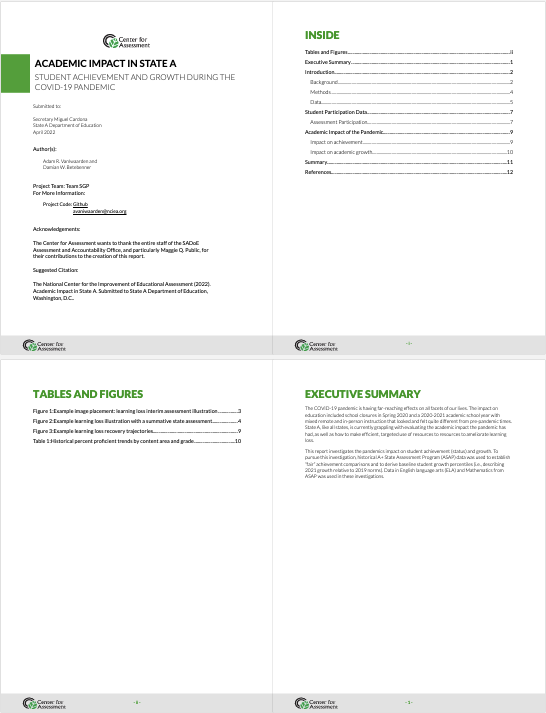 Center for
Assessment
ACADEMIC IMPACT IN STATE A
STUDENT ACHIEVEMENT AND GROWTH DURING THE
COVID-19 PANDEMIC
Submitted to:
Secretary Miguel Cardona
State A Department of Education
April 2022
Author(s):
Adam R. VanIwaarden and
Damian W. Betebenner
Project Team: Team SGP
For More Information:
Project Code: Github
avaniwaarden@nciea.org
Acknowledgements:
The Center for Assessment wants to thank the entire staff of the SADoE
Assessment and Accountability Office, and particularly Maggie Q. Public, for
their contributions to the creation of this report.
Suggested Citation:
The National Center for the Improvement of Educational Assessment (2022).
Academic Impact in State A. Submitted to State A Department of Education,
Washington, D.C..
Center for
Assessment
INSIDE
Tables and Figures ii
Executive Summary 1
Introduction 2
Background 2
Methods 4
Data 5
Student Participation Data 7
Assessment Participation 7
Academic Impact of the Pandemic 9
Impact on achievement 9
Impact on academic growth 10
Summary 11
References 12
Center for
Assessment
TABLES AND FIGURES
Figure 1:Example image placement: learning loss interim assessment illustration 3
Figure 2:Example learning loss illustration with a summative state assessment 4
Figure 3:Example learning loss recovery trajectories 9
Table 1:Historical percent proficient trends by content area and grade 10
Center for
Assessment
EXECUTIVE SUMMARY
The COVID-19 pandemic is having far-reaching effects on all facets of our lives. The impact on
education included school closures in Spring 2020 and a 2020-2021 academic school year with
mixed remote and in-person instruction that looked and felt quite different from pre-pandemic times.
State A, like all states, is currently grappling with evaluating the academic impact the pandemic has
had, as well as how to make efficient, targeted use of resources to resources to ameliorate learning
loss.
This report investigates the pandemics impact on student achievement (status) and growth. To
pursue this investigation, historical A+ State Assessment Program (ASAP) data was used to establish
"fair" achievement comparisons and to derive baseline student growth percentiles (i.e., describing
2021 growth relative to 2019 norms). Data in English language arts (ELA) and Mathematics from
ASAP was used in these investigations.
Center for
Assessment
-1-